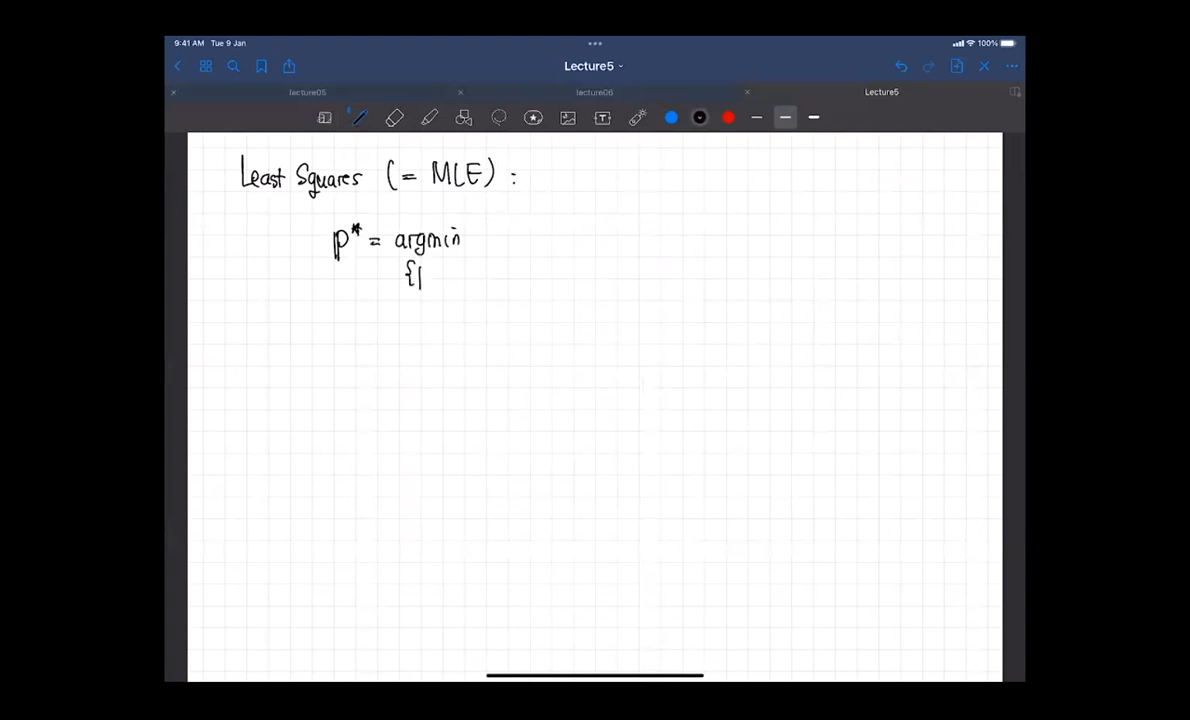 9:41 AM Tue 9 Jan
100%
Lecture5
lecture05
lecture06
Lecture5
T
Least Squares (= MLE) :
p* = argmin
{|